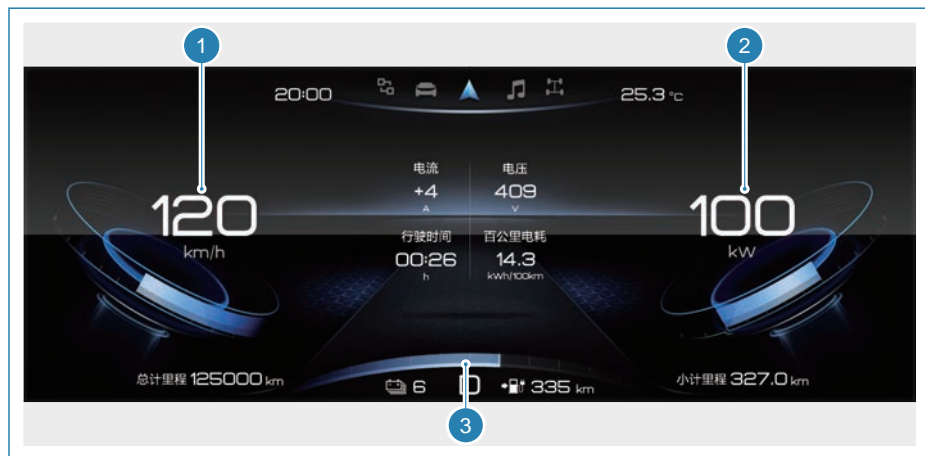 1
2
20:00
25.3 °C
电流
电压
+4
409
A
V
120
100
km/h
kW
行驶时间
百公里电耗
00:26
14.3
h
kWh/100km
总计里程 125000 km
小计里程 327.0 km
6
D
335 km
3